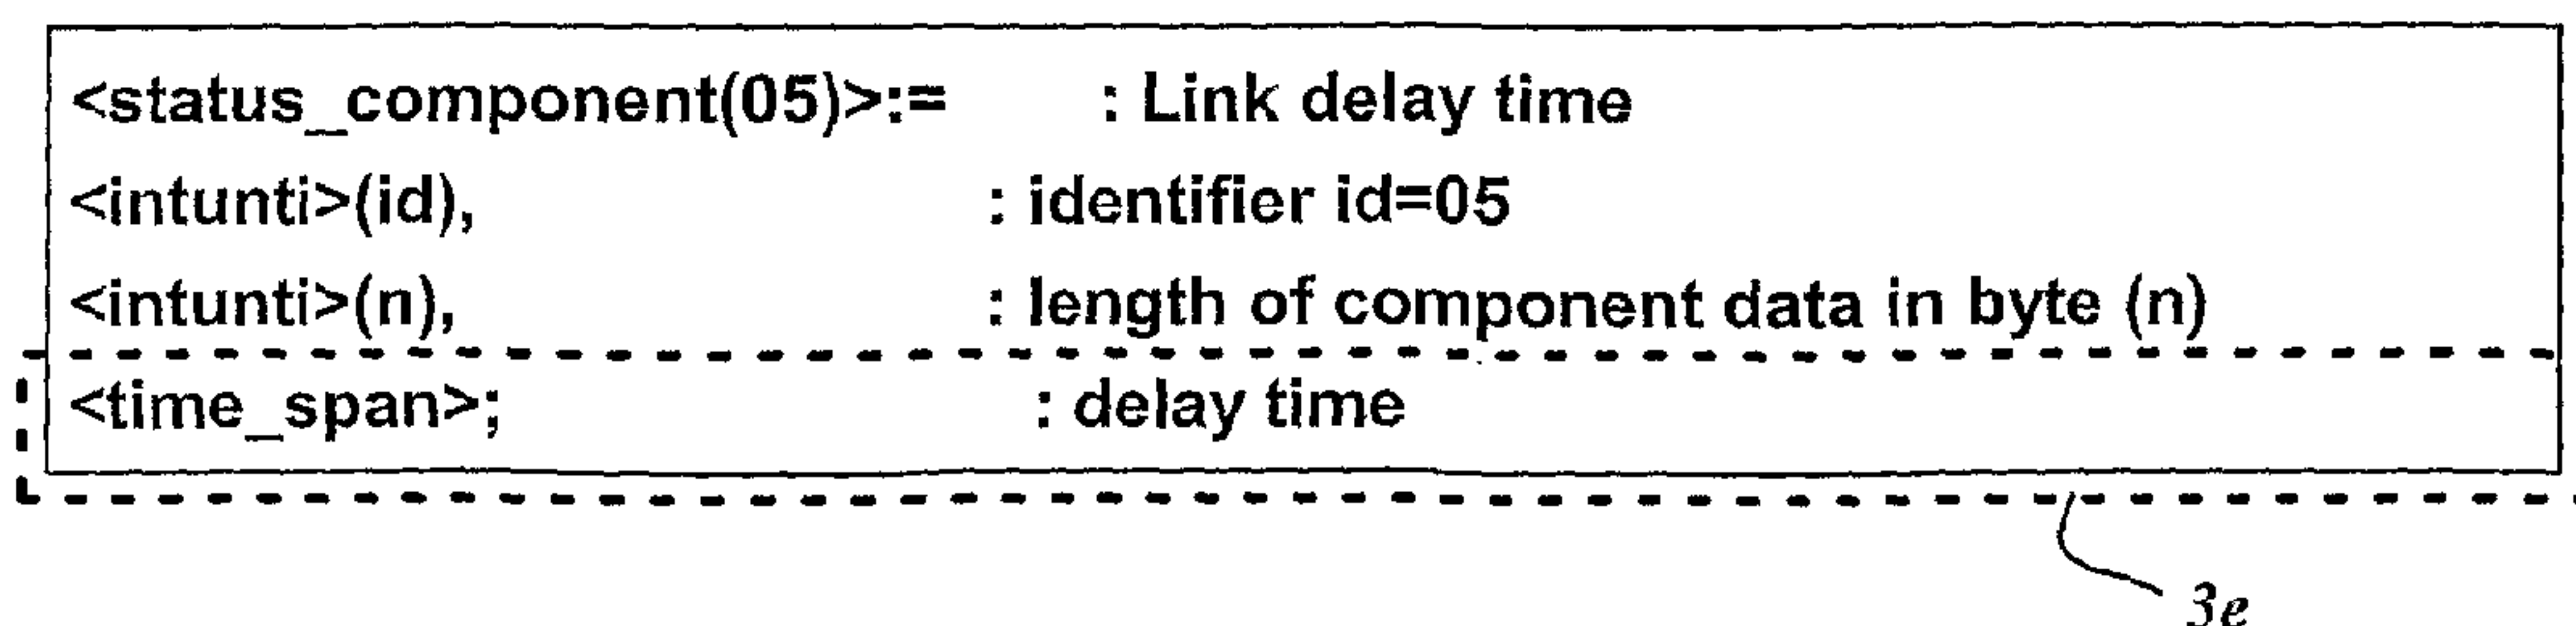 <status_component(05)>:= : Link delay time
<intunti>(id), : identifier id=05
<intunti>(n), : length of component data in byte (n)
<time_span>; : delay time
3e